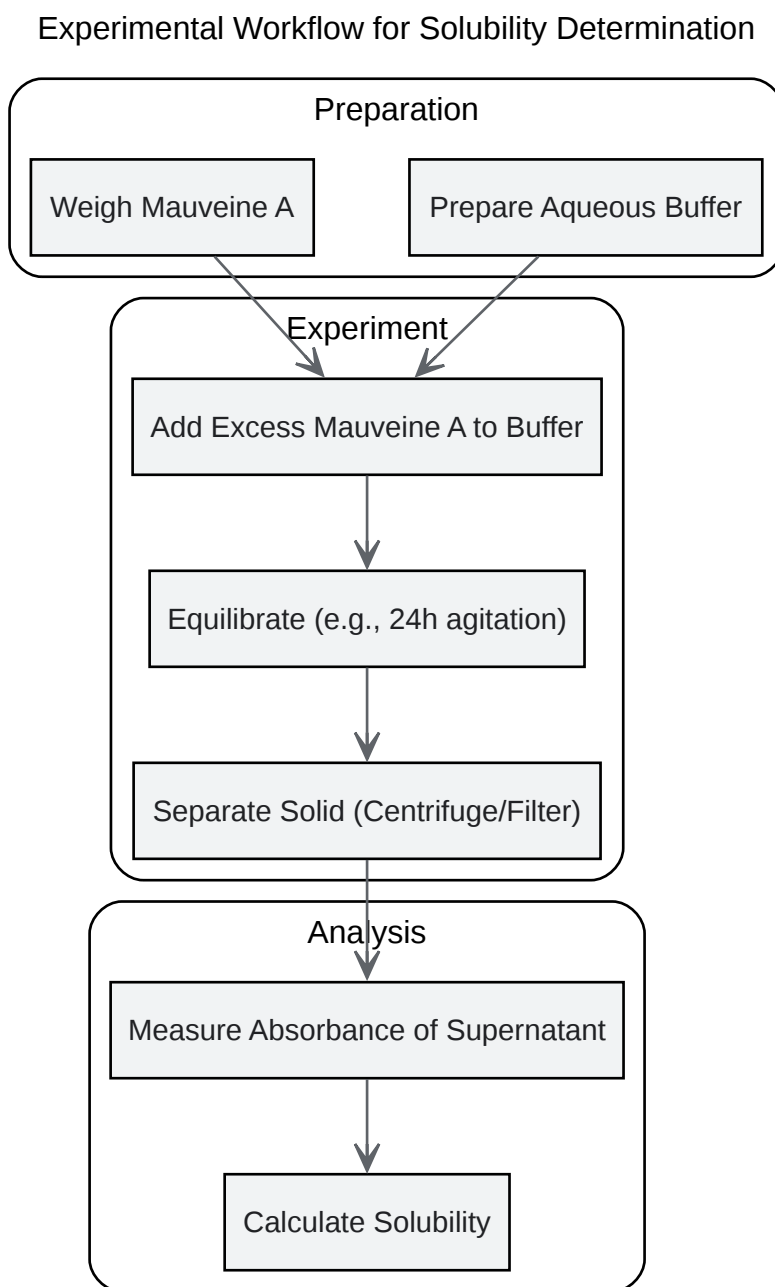 Experimental Workflow for Solubility Determination
Preparation
Weigh Mauveine A
Prepare Aqueous Buffer
Experiment
Add Excess Mauveine A to Buffer
Equilibrate (e.g., 24h agitation)
Separate Solid (Centrifuge/Filter)
Analysis
Measure Absorbance of Supernatant
Calculate Solubility